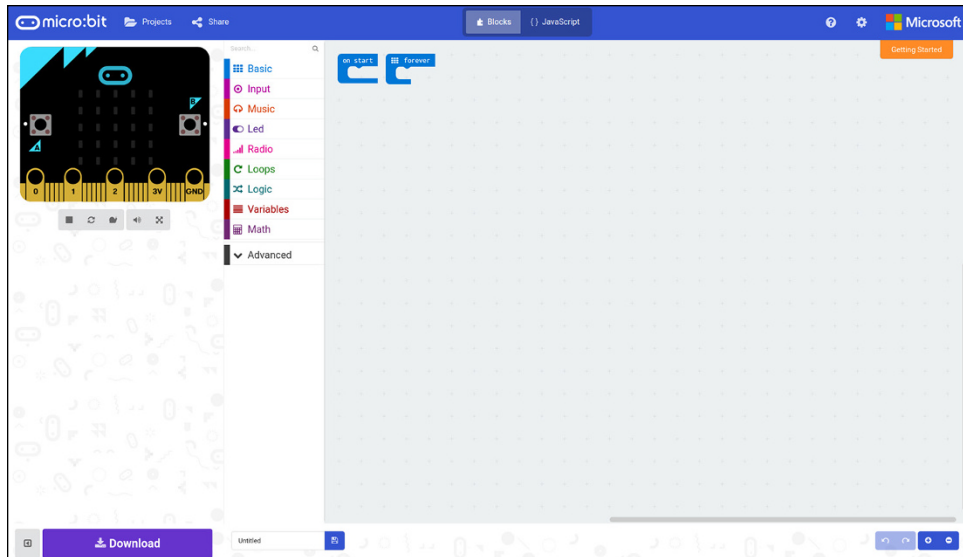 micro:bit Projects Share Blocks {} JavaScript Microsoft
Getting Started
Search...
on start forever
Basic
Input
Music
Led
Radio
Loops
Logic
Variables
Math
Advanced
B
A
0 1 2 3V GND
Download
Untitled